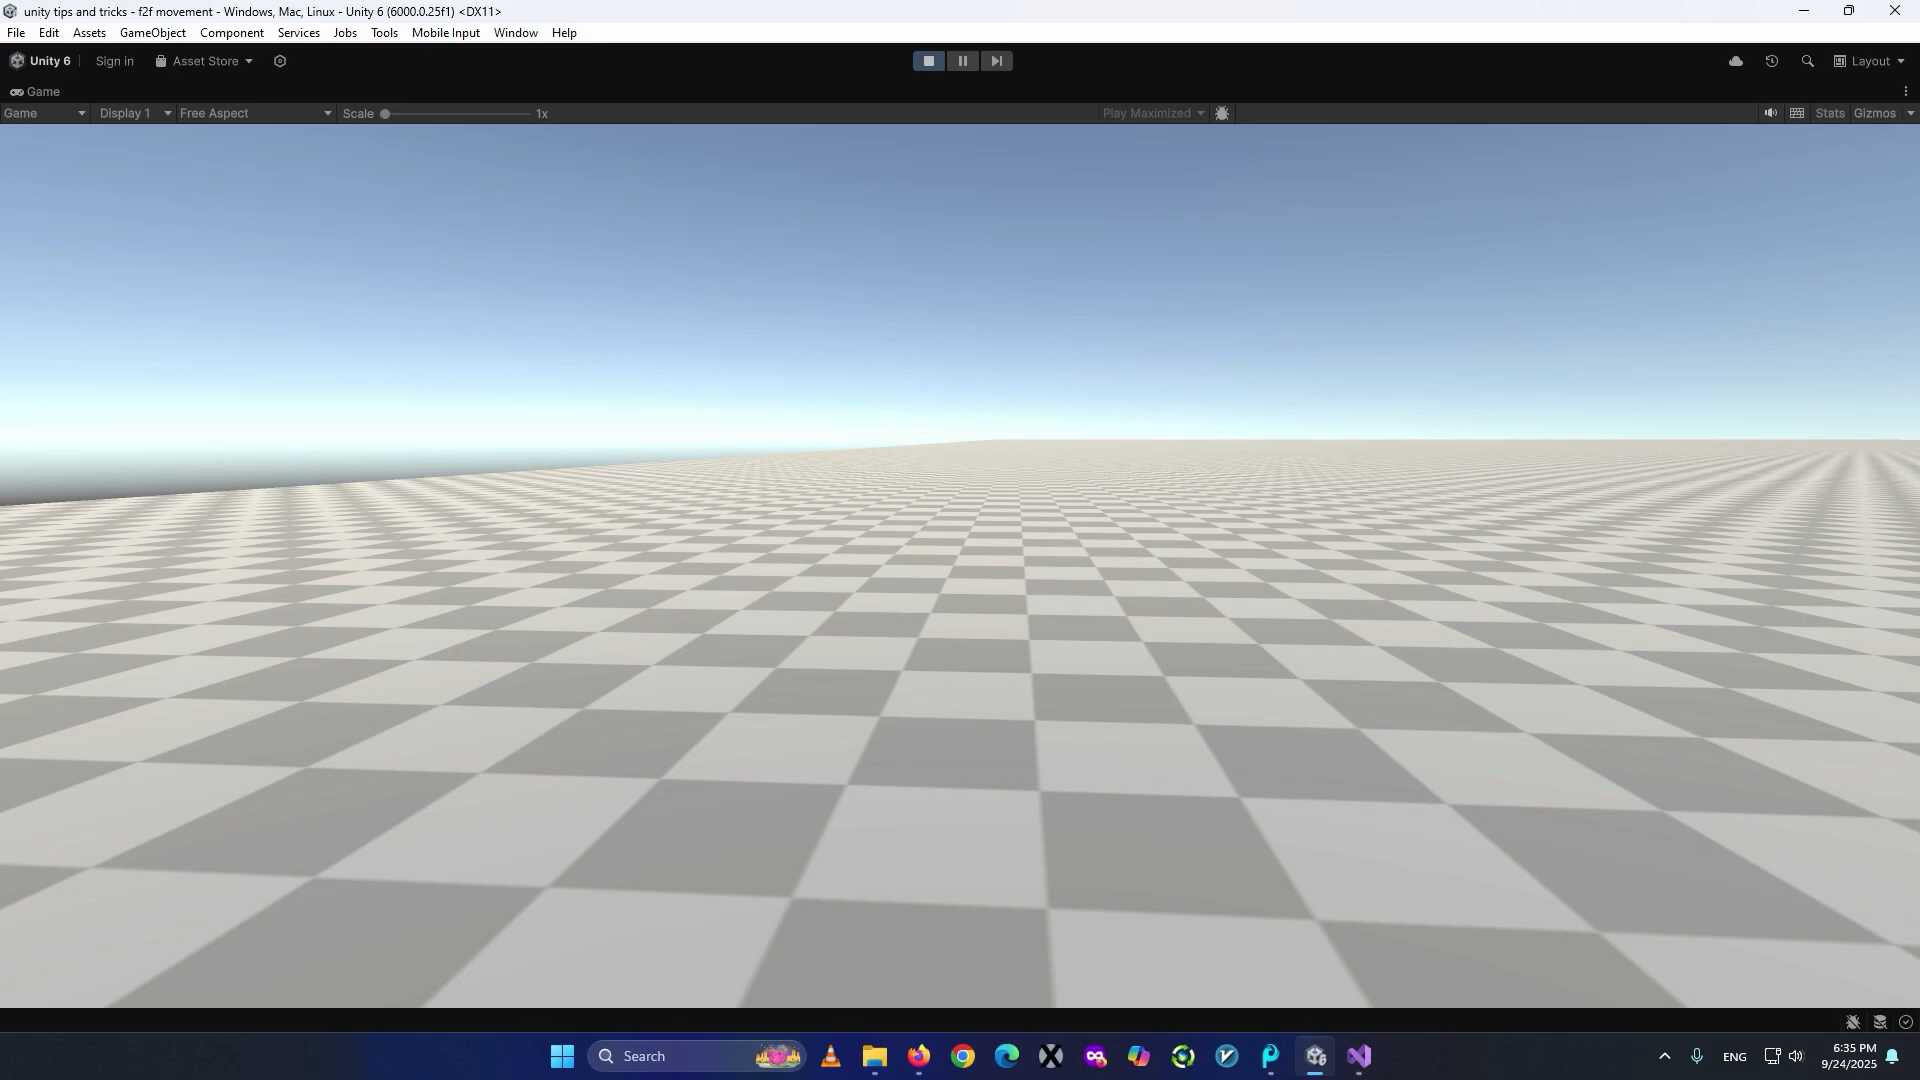 unity tips and tricks - f2f movement - Windows, Mac, Linux - Unity 6 (6000.0.25f1) <DX11>
File Edit Assets GameObject Component Services Jobs Tools Mobile Input Window Help
Unity 6 Sign in Asset Store Layout
Game
Game Display 1 Free Aspect Scale 1x Play Maximized Stats Gizmos
Search ENG 6:35 PM
9/24/2025